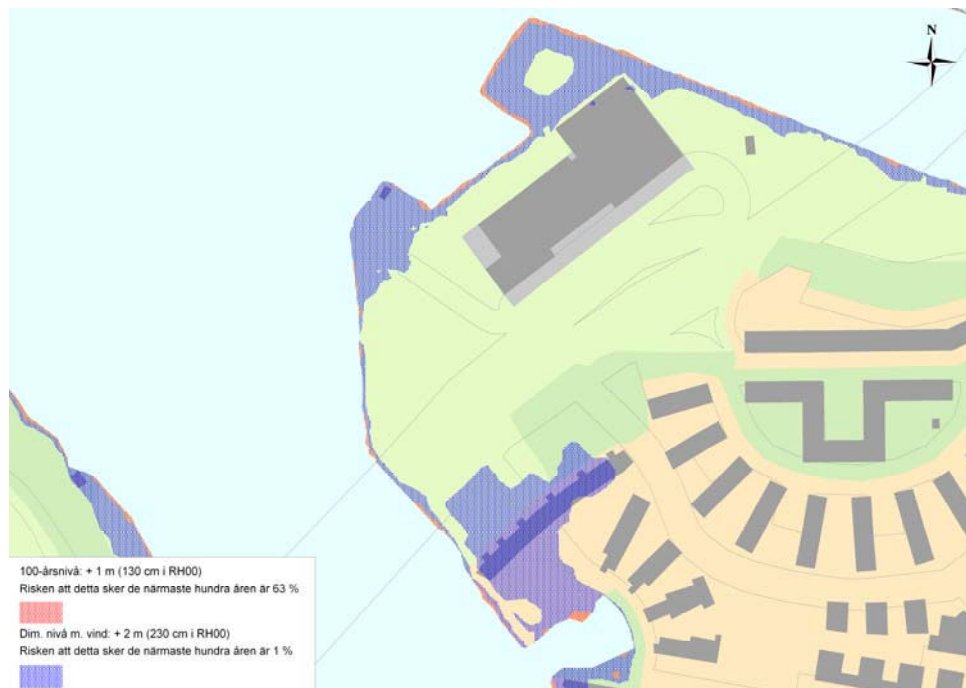 N
100-årsnivå: + 1 m (130 cm i RH00)
Risken att detta sker de närmaste hundra åren är 63 %
Dim. nivå m. vind: + 2 m (230 cm i RH00)
Risken att detta sker de närmaste hundra åren är 1 %